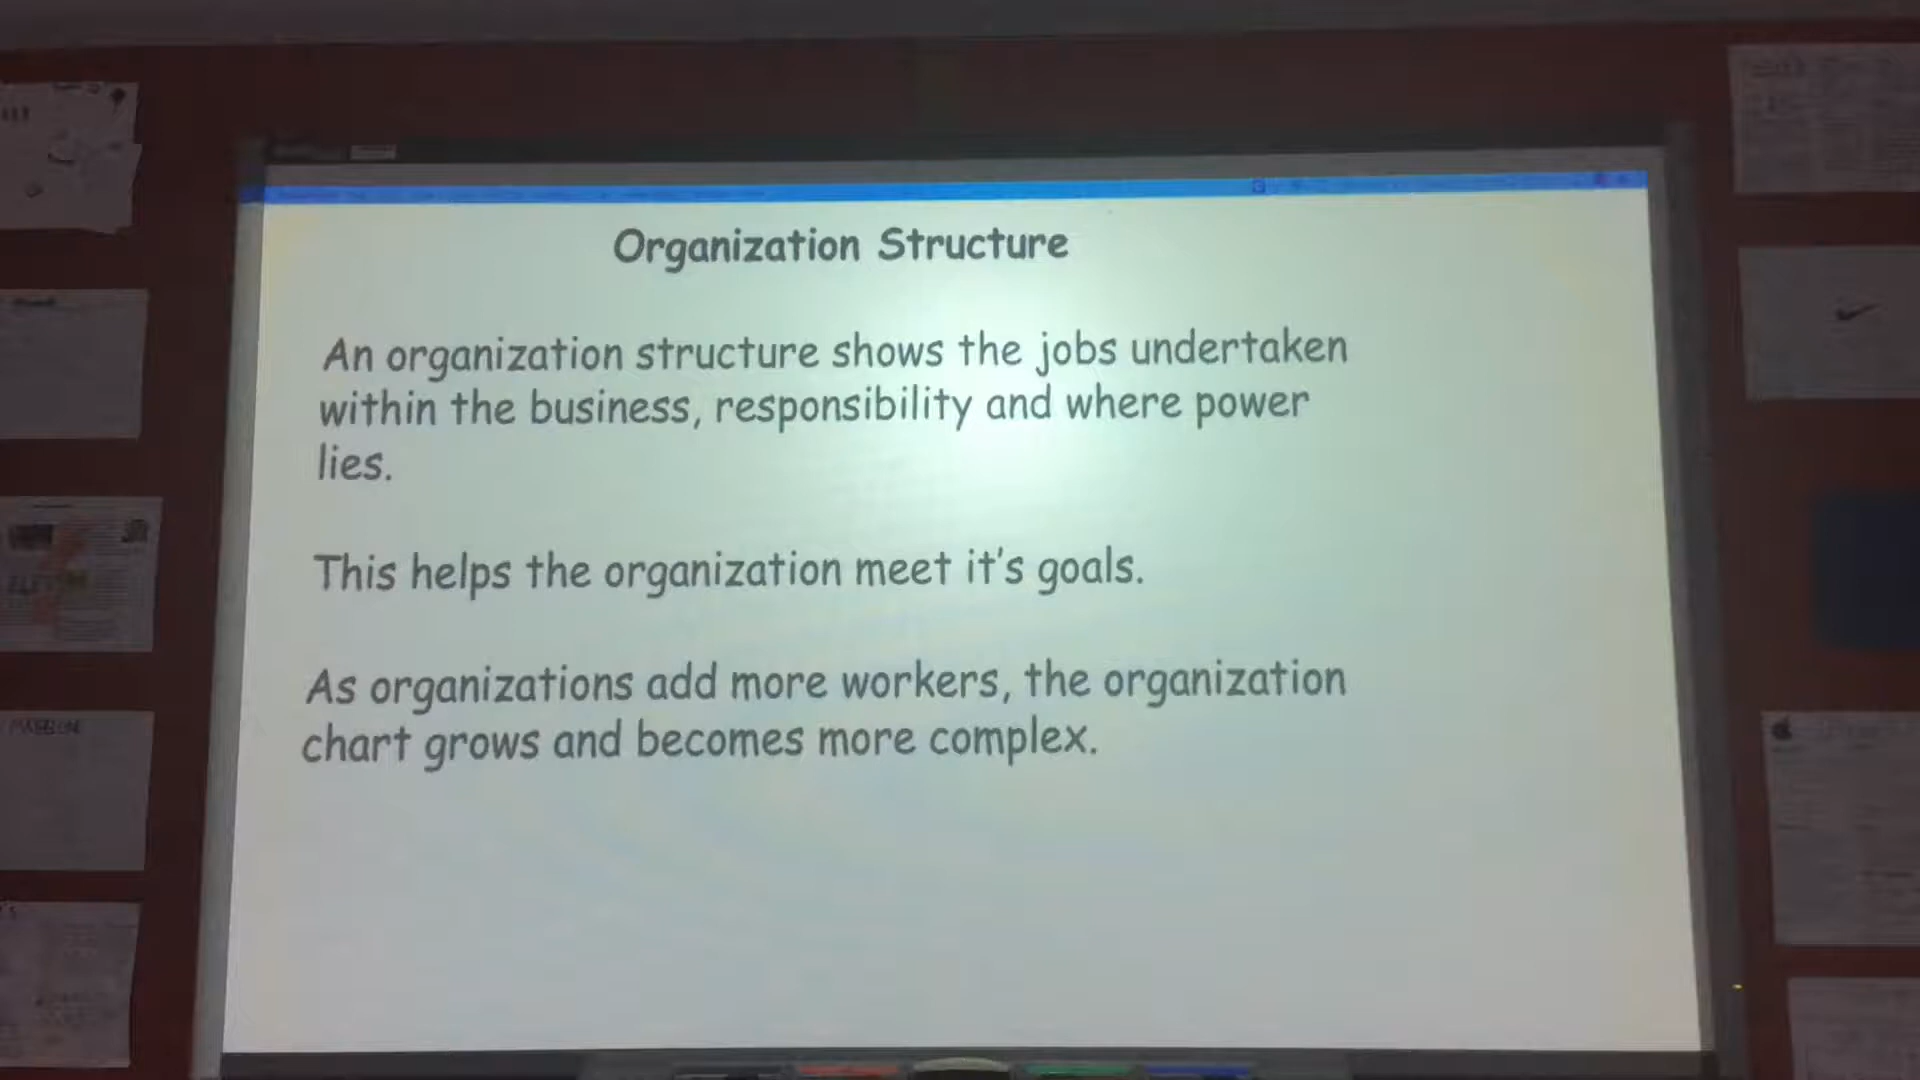 Organization Structure
An organization structure shows the jobs undertaken
within the business, responsibility and where power
lies.
This helps the organization meet it's goals.
As organizations add more workers, the organization
chart grows and becomes more complex.